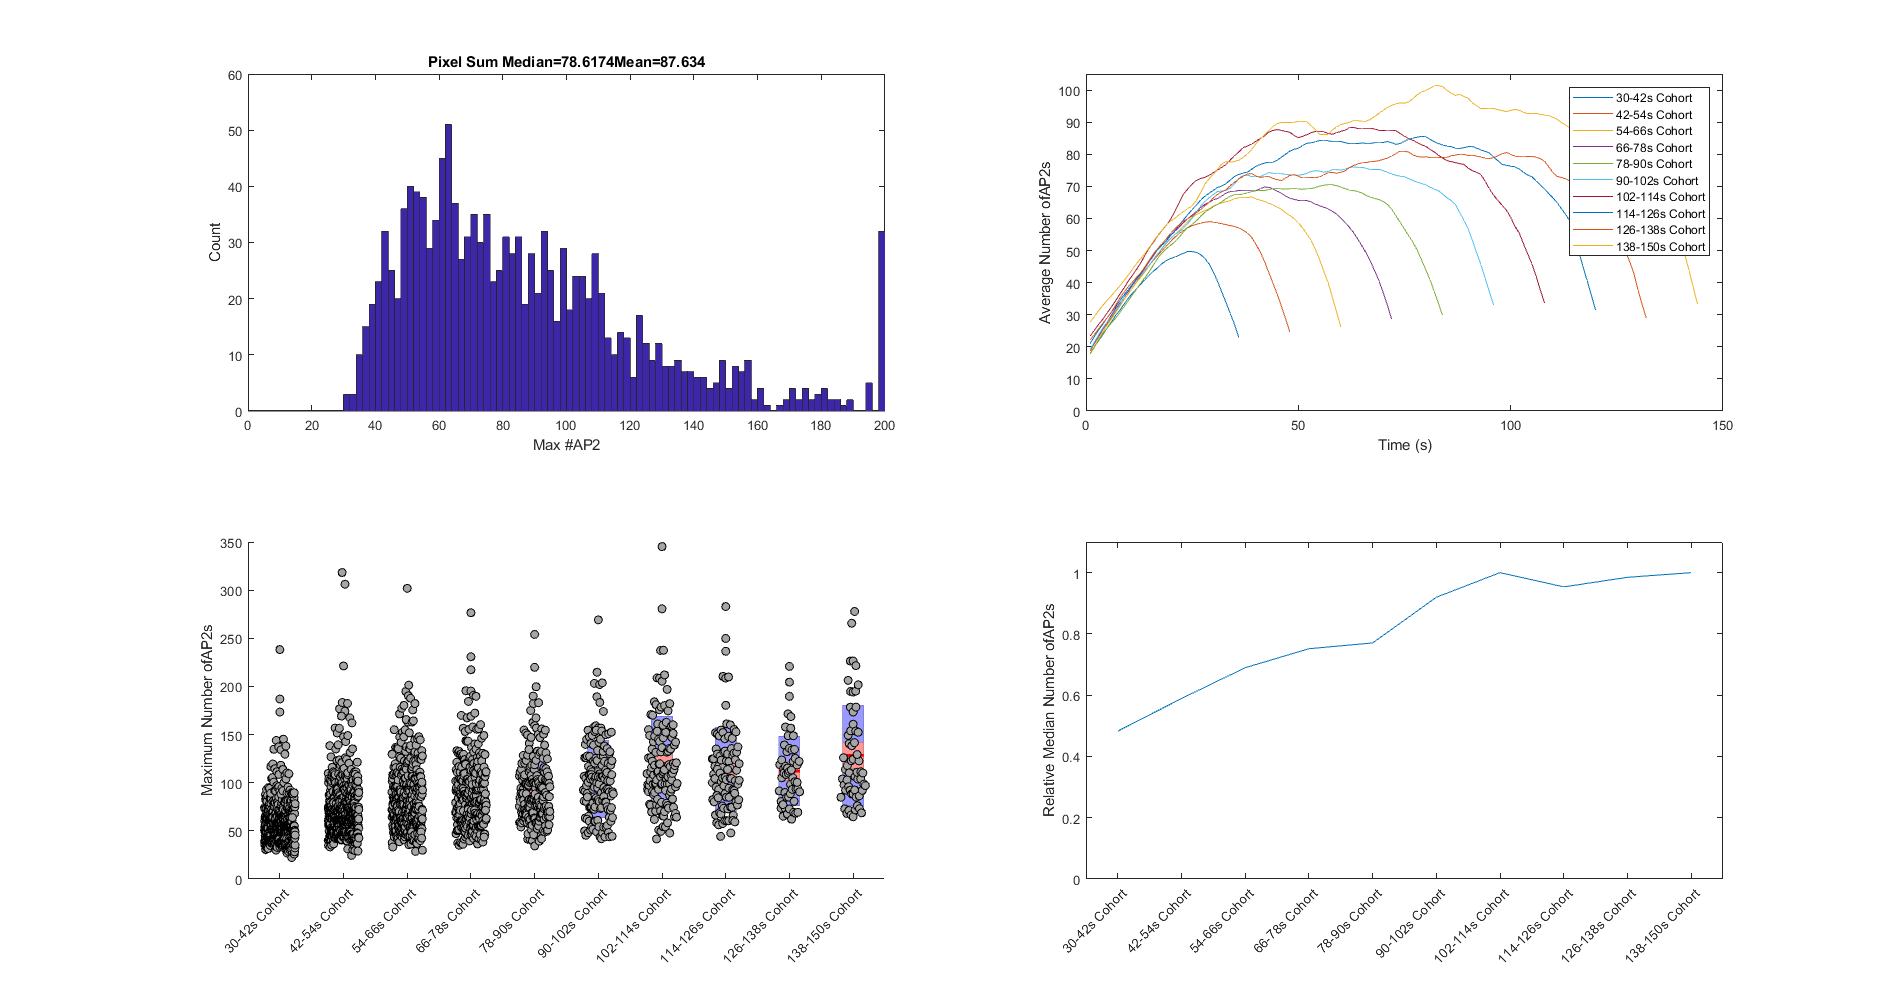 Pixel Sum Median=78.6174Mean=87.634
60
50
40
30
20
10
0
Count
0 20 40 60 80 100 120 140 160 180 200
Max #AP2
100
90
80
70
60
50
40
30
20
10
0
Average Number ofAP2s
30-42s Cohort
42-54s Cohort
54-66s Cohort
66-78s Cohort
78-90s Cohort
90-102s Cohort
102-114s Cohort
114-126s Cohort
126-138s Cohort
138-150s Cohort
0 50 100 150
Time (s)
350
300
250
200
150
100
50
0
Maximum Number ofAP2s
30-42s Cohort
42-54s Cohort
54-66s Cohort
66-78s Cohort
78-90s Cohort
90-102s Cohort
102-114s Cohort
114-126s Cohort
126-138s Cohort
138-150s Cohort
1
0.8
0.6
0.4
0.2
0
Relative Median Number ofAP2s
30-42s Cohort
42-54s Cohort
54-66s Cohort
66-78s Cohort
78-90s Cohort
90-102s Cohort
102-114s Cohort
114-126s Cohort
126-138s Cohort
138-150s Cohort